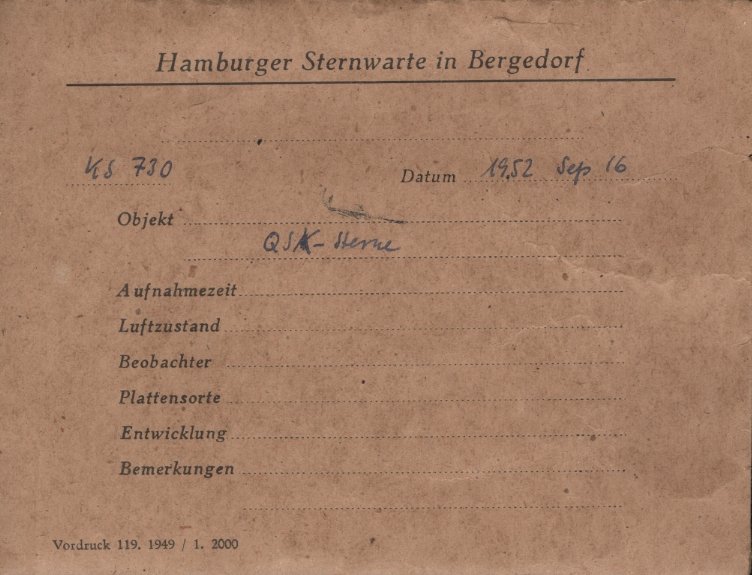 Hamburger Sternwarte in Bergedorf
KS 730 Datum 1952 Sep 16
Objekt
QSK-Sterne
Aufnahmezeit
Luftzustand
Beobachter
Plattensorte
Entwicklung
Bemerkungen
Vordruck 119. 1949 / 1. 2000